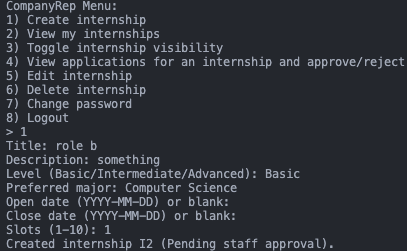 CompanyRep Menu:
1) Create internship
2) View my internships
3) Toggle internship visibility
4) View applications for an internship and approve/reject
5) Edit internship
6) Delete internship
7) Change password
8) Logout
> 1
Title: role b
Description: something
Level (Basic/Intermediate/Advanced): Basic
Preferred major: Computer Science
Open date (YYYY-MM-DD) or blank:
Close date (YYYY-MM-DD) or blank:
Slots (1-10): 1
Created internship I2 (Pending staff approval).